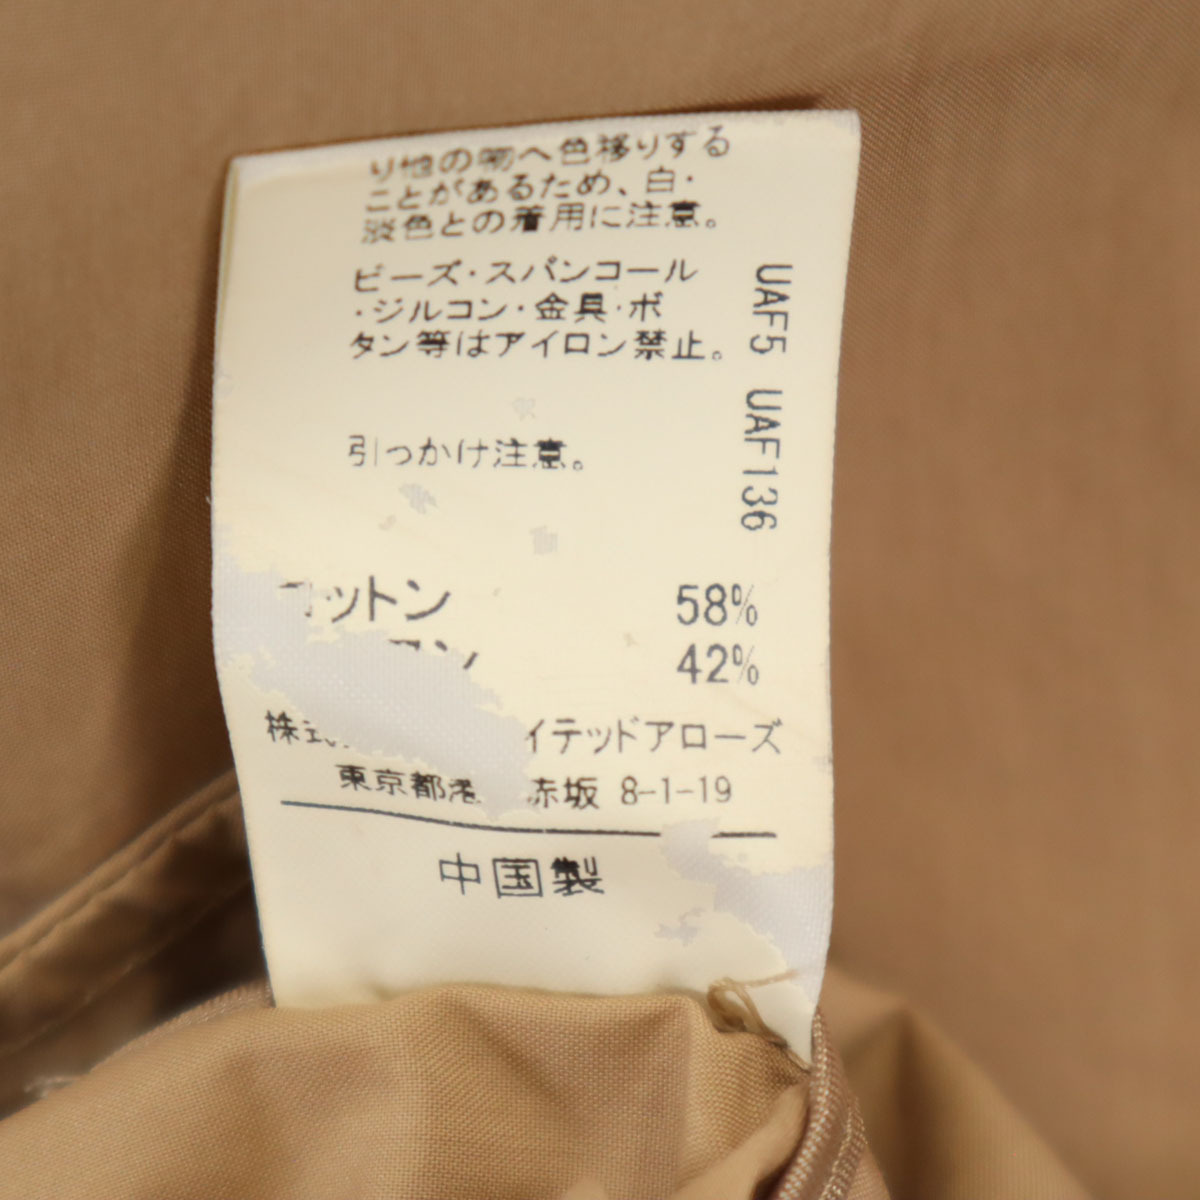 り他の物へ色移りする
ことがあるため、白・
淡色との着用に注意。
ビーズ・スパンコール
・ジルコン・金具・ボ
タン等はアイロン禁止。
引っかけ注意。
コットン 58%
42%
イテッドアローズ
東京都港 赤坂 8-1-19
中国製
UAF5 UAF136